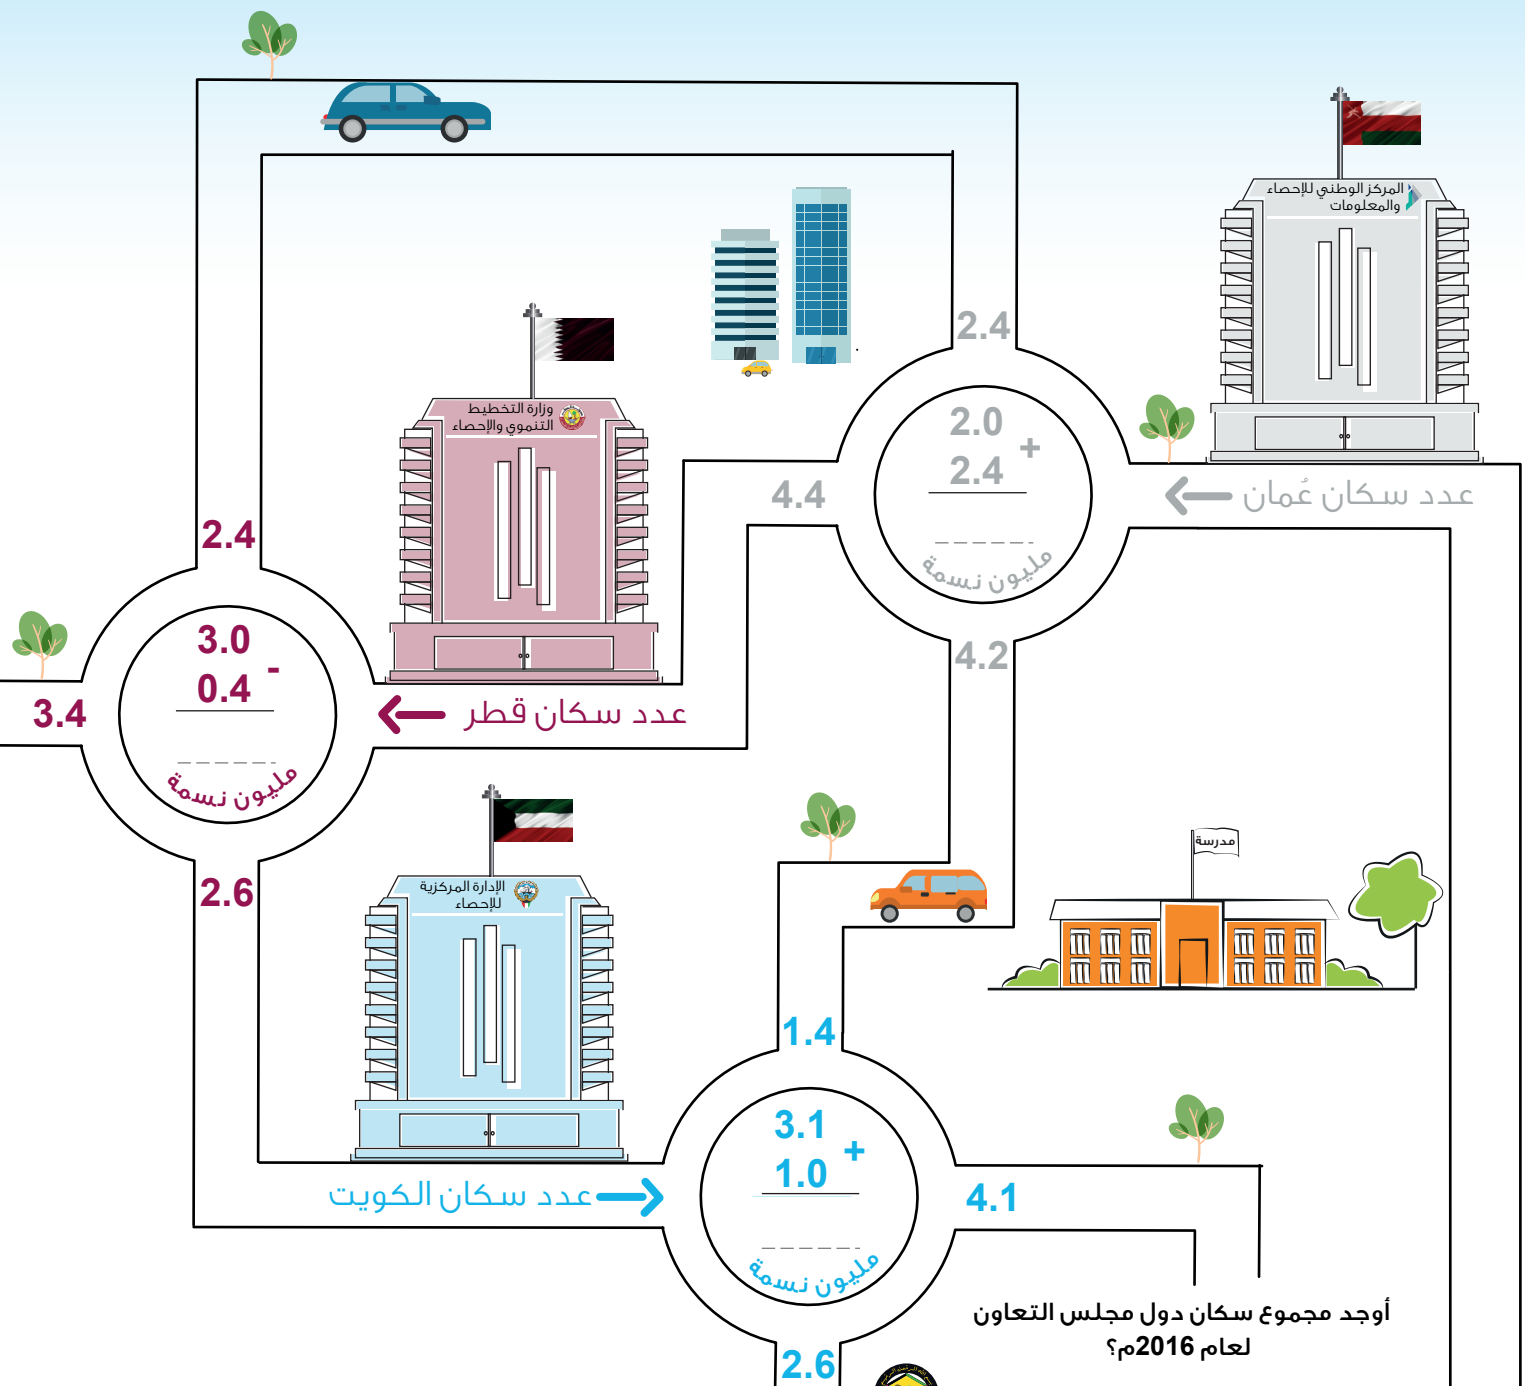 المركز الوطني للإحصاء
والمعلومات
2.4
2.0
+
2.4
مليون نسمة
4.4
4.2
عدد سكان عُمان
وزارة التخطيط
التنموي والإحصاء
2.4
3.0
-
0.4
مليون نسمة
3.4
2.6
عدد سكان قطر
مدرسة
الإدارة المركزية
للإحصاء
1.4
3.1
+
1.0
مليون نسمة
4.1
2.6
عدد سكان الكويت
أوجد مجموع سكان دول مجلس التعاون
لعام 2016م؟